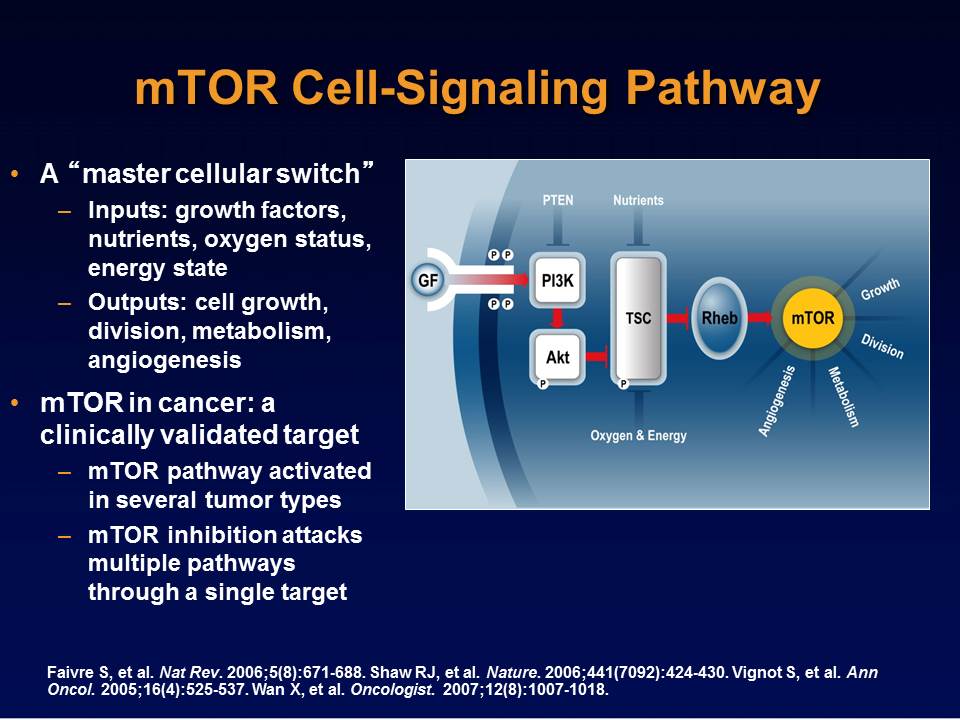 mTOR Cell-Signaling Pathway
• A “master cellular switch”
– Inputs: growth factors,
nutrients, oxygen status,
energy state
– Outputs: cell growth,
division, metabolism,
angiogenesis
• mTOR in cancer: a
clinically validated target
– mTOR pathway activated
in several tumor types
– mTOR inhibition attacks
multiple pathways
through a single target
PTEN
Nutrients
P P
GF
PI3K
P P
TSC
Rheb
mTOR
Akt
P
P
Growth
Division
Metabolism
Angiogenesis
Oxygen & Energy
Faivre S, et al. Nat Rev. 2006;5(8):671-688. Shaw RJ, et al. Nature. 2006;441(7092):424-430. Vignot S, et al. Ann
Oncol. 2005;16(4):525-537. Wan X, et al. Oncologist. 2007;12(8):1007-1018.